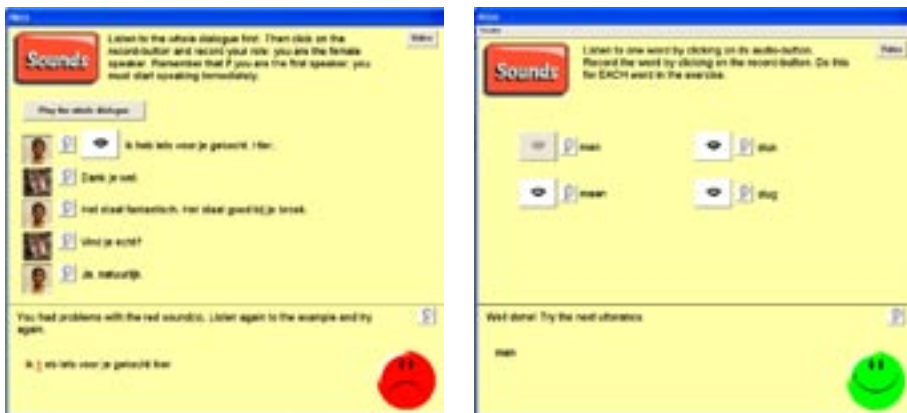 Listen to the whole dialogue first. Then click on the
record-button and record your role: you are the female
speaker. Remember that if you are the first speaker, you
must start speaking immediately.
Sounds
Play the whole dialogue
Ik heb iets voor je gekocht. Hier.
Dank je wel.
Het staat fantastisch. Het staat goed bij je broek.
Vind je echt?
Ja, natuurlijk.
You had problems with the red sound(s). Listen again to the example and try
again.
iets voor je gekocht hier
Listen to one word by clicking on its audio-button.
Record the word by clicking on the record-button. Do this
for EACH word in the exercise.
Sounds
man
maan
Well done! Try the next utterance.
man